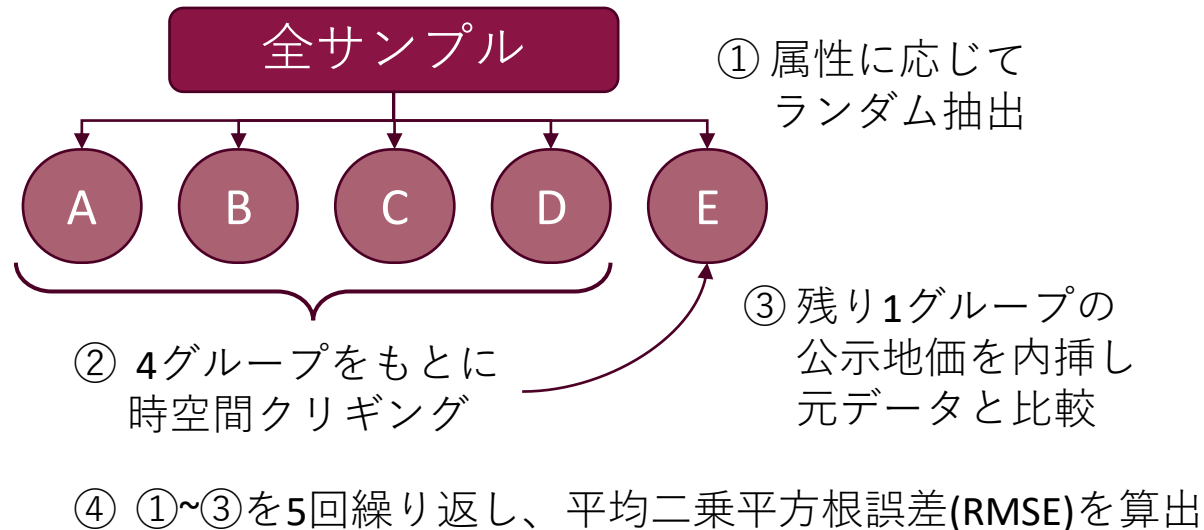 全サンプル
① 属性に応じて
ランダム抽出
A
B
C
D
E
② 4グループをもとに
時空間クリギング
③ 残り1グループの
公示地価を内挿し
元データと比較
④ ①~③を5回繰り返し、平均二乗平方根誤差(RMSE)を算出